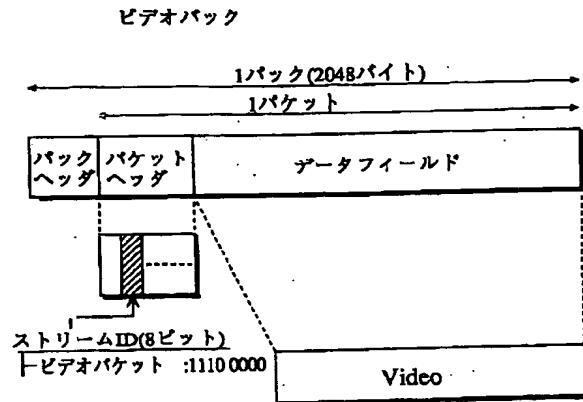 ビデオパック
1パック(2048バイト)
1パケット
パック
ヘッダ
パケット
ヘッダ
データフィールド
ストリームID(8ビット)
ビデオパケット :1110 0000
Video